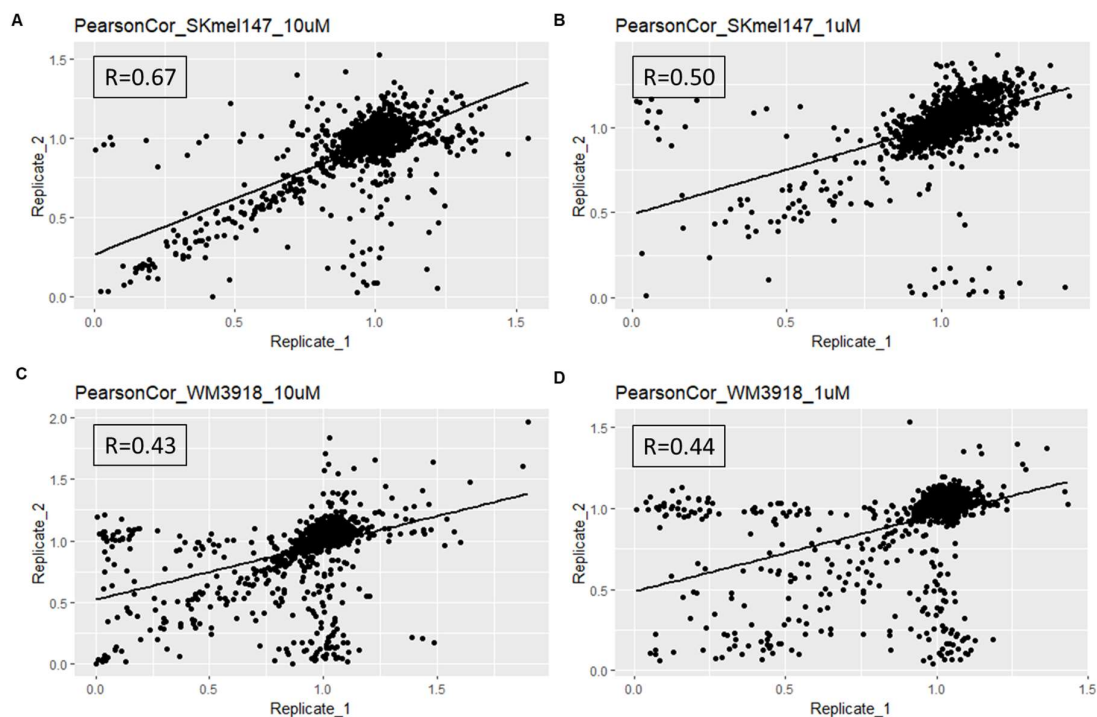 A
PearsonCor_SKmel147_10uM
R=0.67
1.5
1.0
0.5
0.0
Replicate_2
0.0 0.5 1.0 1.5
Replicate_1
B
PearsonCor_SKmel147_1uM
R=0.50
1.0
0.5
0.0
Replicate_2
0.0 0.5 1.0
Replicate_1
C
PearsonCor_WM3918_10uM
R=0.43
2.0
1.5
1.0
0.5
0.0
Replicate_2
0.0 0.5 1.0 1.5
Replicate_1
D
PearsonCor_WM3918_1uM
R=0.44
1.5
1.0
0.5
0.0
Replicate_2
0.0 0.5 1.0 1.5
Replicate_1